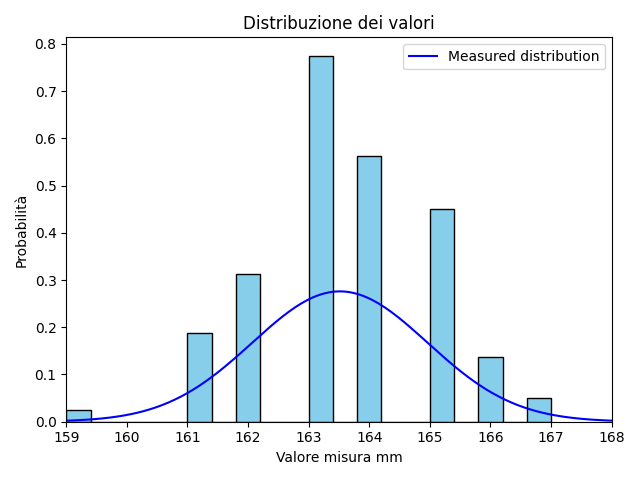 Distribuzione dei valori
Measured distribution
0.8
0.7
0.6
0.5
0.4
0.3
0.2
0.1
0.0
Probabilità
159 160 161 162 163 164 165 166 167 168
Valore misura mm